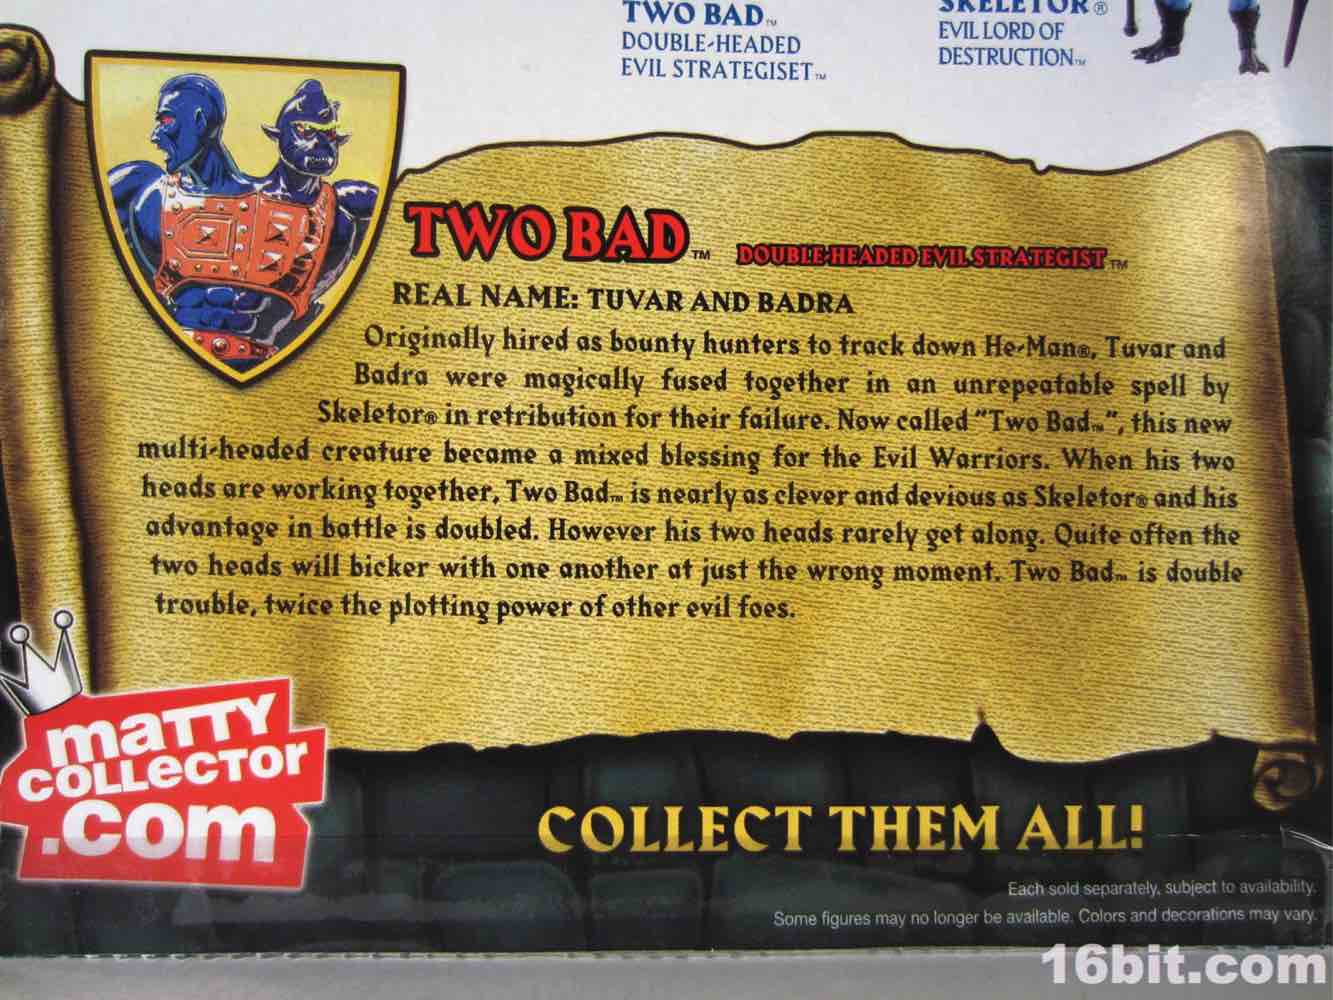 TWO BAD™
DOUBLE-HEADED
EVIL STRATEGISET™
SKELETOR®
EVIL LORD OF
DESTRUCTION™
TWO BAD™ DOUBLE-HEADED EVIL STRATEGIST™
REAL NAME: TUVAR AND BADRA
Originally hired as bounty hunters to track down He-Man®, Tuvar and
Badra were magically fused together in an unrepeatable spell by
Skeletor® in retribution for their failure. Now called "Two Bad™", this new
multi-headed creature became a mixed blessing for the Evil Warriors. When his two
heads are working together, Two Bad™ is nearly as clever and devious as Skeletor® and his
advantage in battle is doubled. However his two heads rarely get along. Quite often the
two heads will bicker with one another at just the wrong moment. Two Bad™ is double
trouble, twice the plotting power of other evil foes.
maTTY
COLLecTor
.com
COLLECT THEM ALL!
Each sold separately, subject to availability.
Some figures may no longer be available. Colors and decorations may vary.
16bit.com